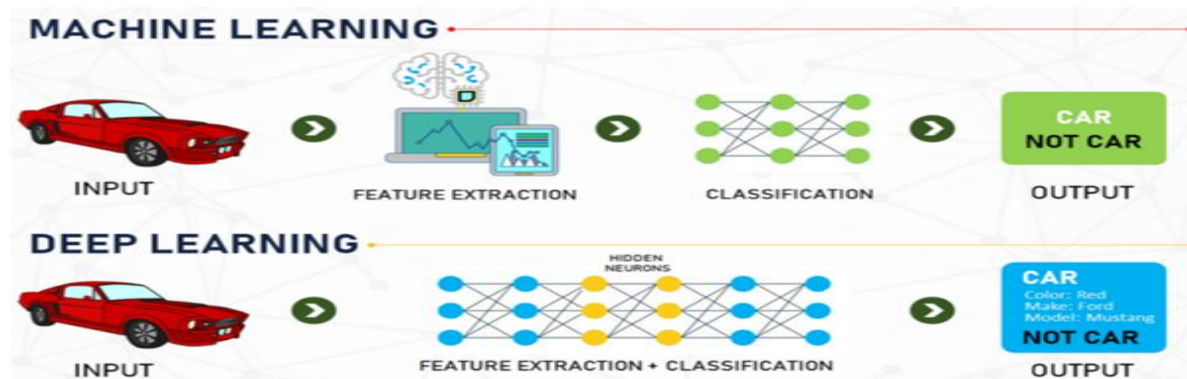 MACHINE LEARNING
INPUT
FEATURE EXTRACTION
CLASSIFICATION
CAR
NOT CAR
OUTPUT
DEEP LEARNING
INPUT
HIDDEN
NEURONS
FEATURE EXTRACTION + CLASSIFICATION
CAR
Color: Red
Make: Ford
Model: Mustang
NOT CAR
OUTPUT